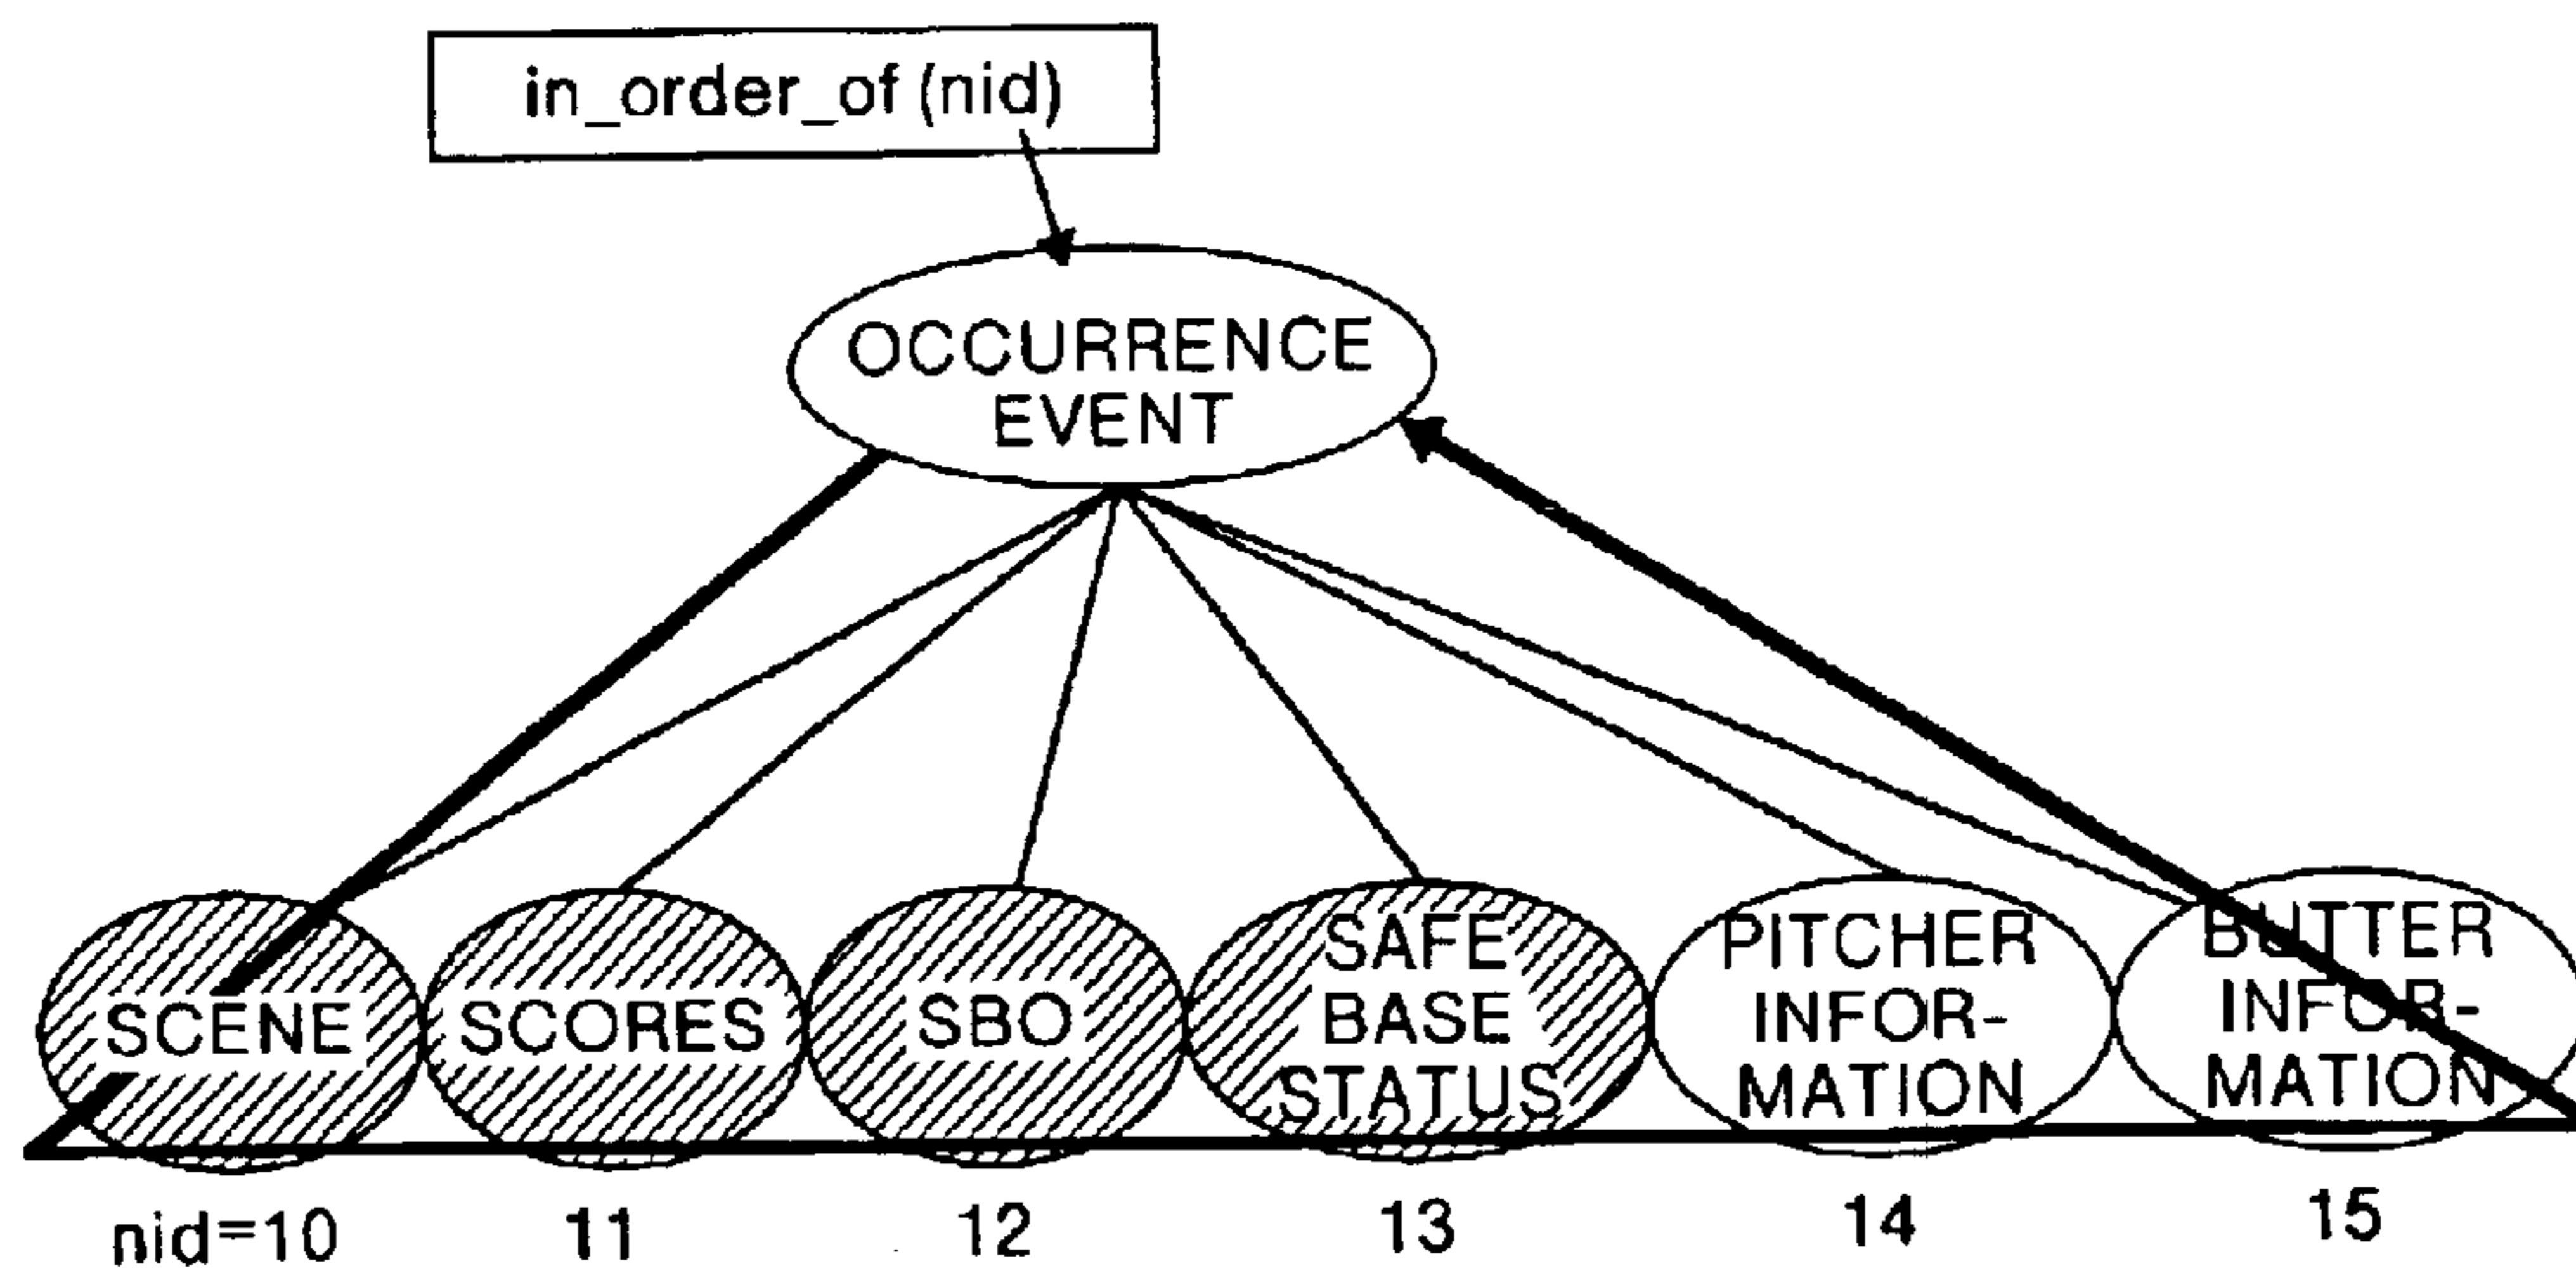 in_order_of (nid)
OCCURRENCE
EVENT
SCENE
SCORES
SBO
SAFE
BASE
STATUS
PITCHER
INFOR-
MATION
BUTTER
INFOR-
MATION
nid=10 11 12 13 14 15